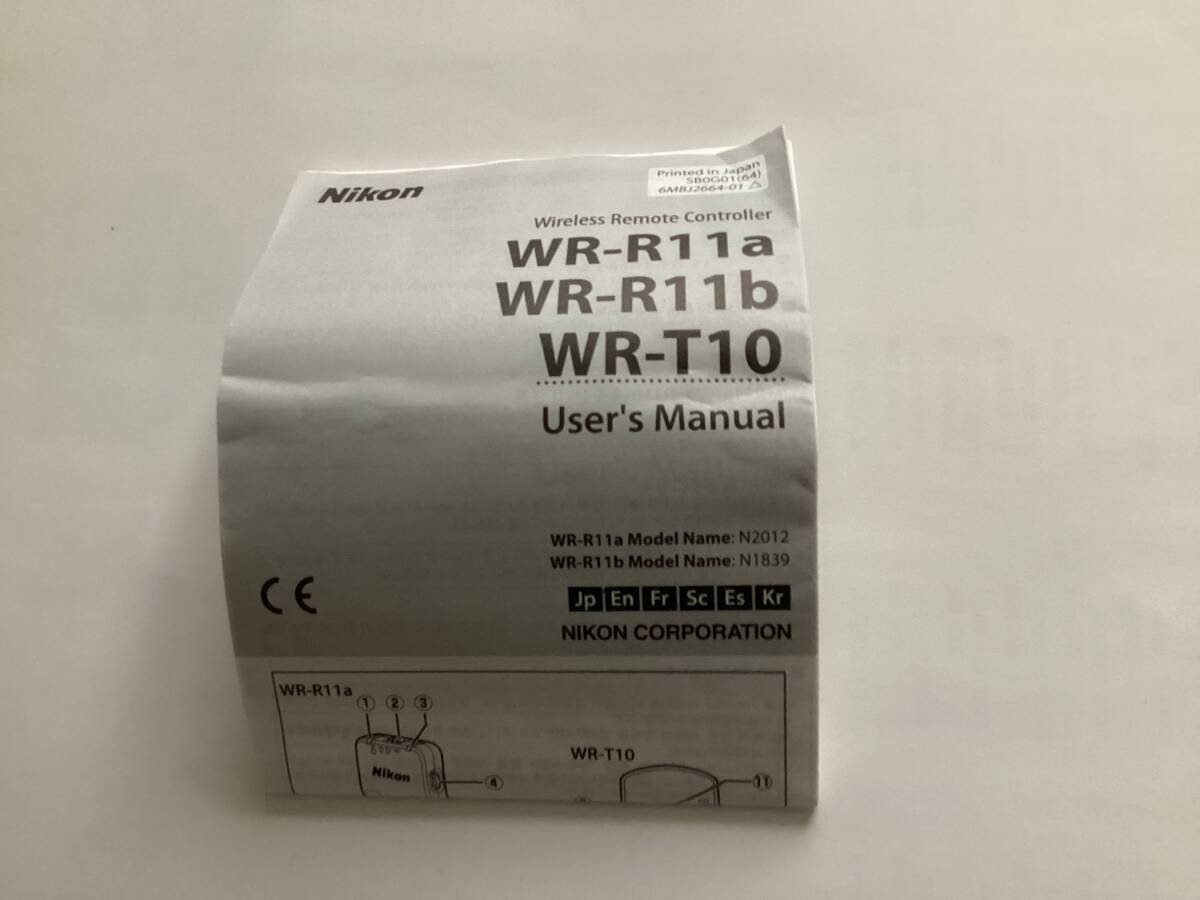 Nikon
Printed in Japan
SB0G01(64)
6MBJ2664-01
Wireless Remote Controller
WR-R11a
WR-R11b
WR-T10
User's Manual
WR-R11a Model Name: N2012
WR-R11b Model Name: N1839
CE
Jp En Fr Sc Es Kr
NIKON CORPORATION
WR-R11a
① ② ③
WR-T10
Nikon
④
⑪